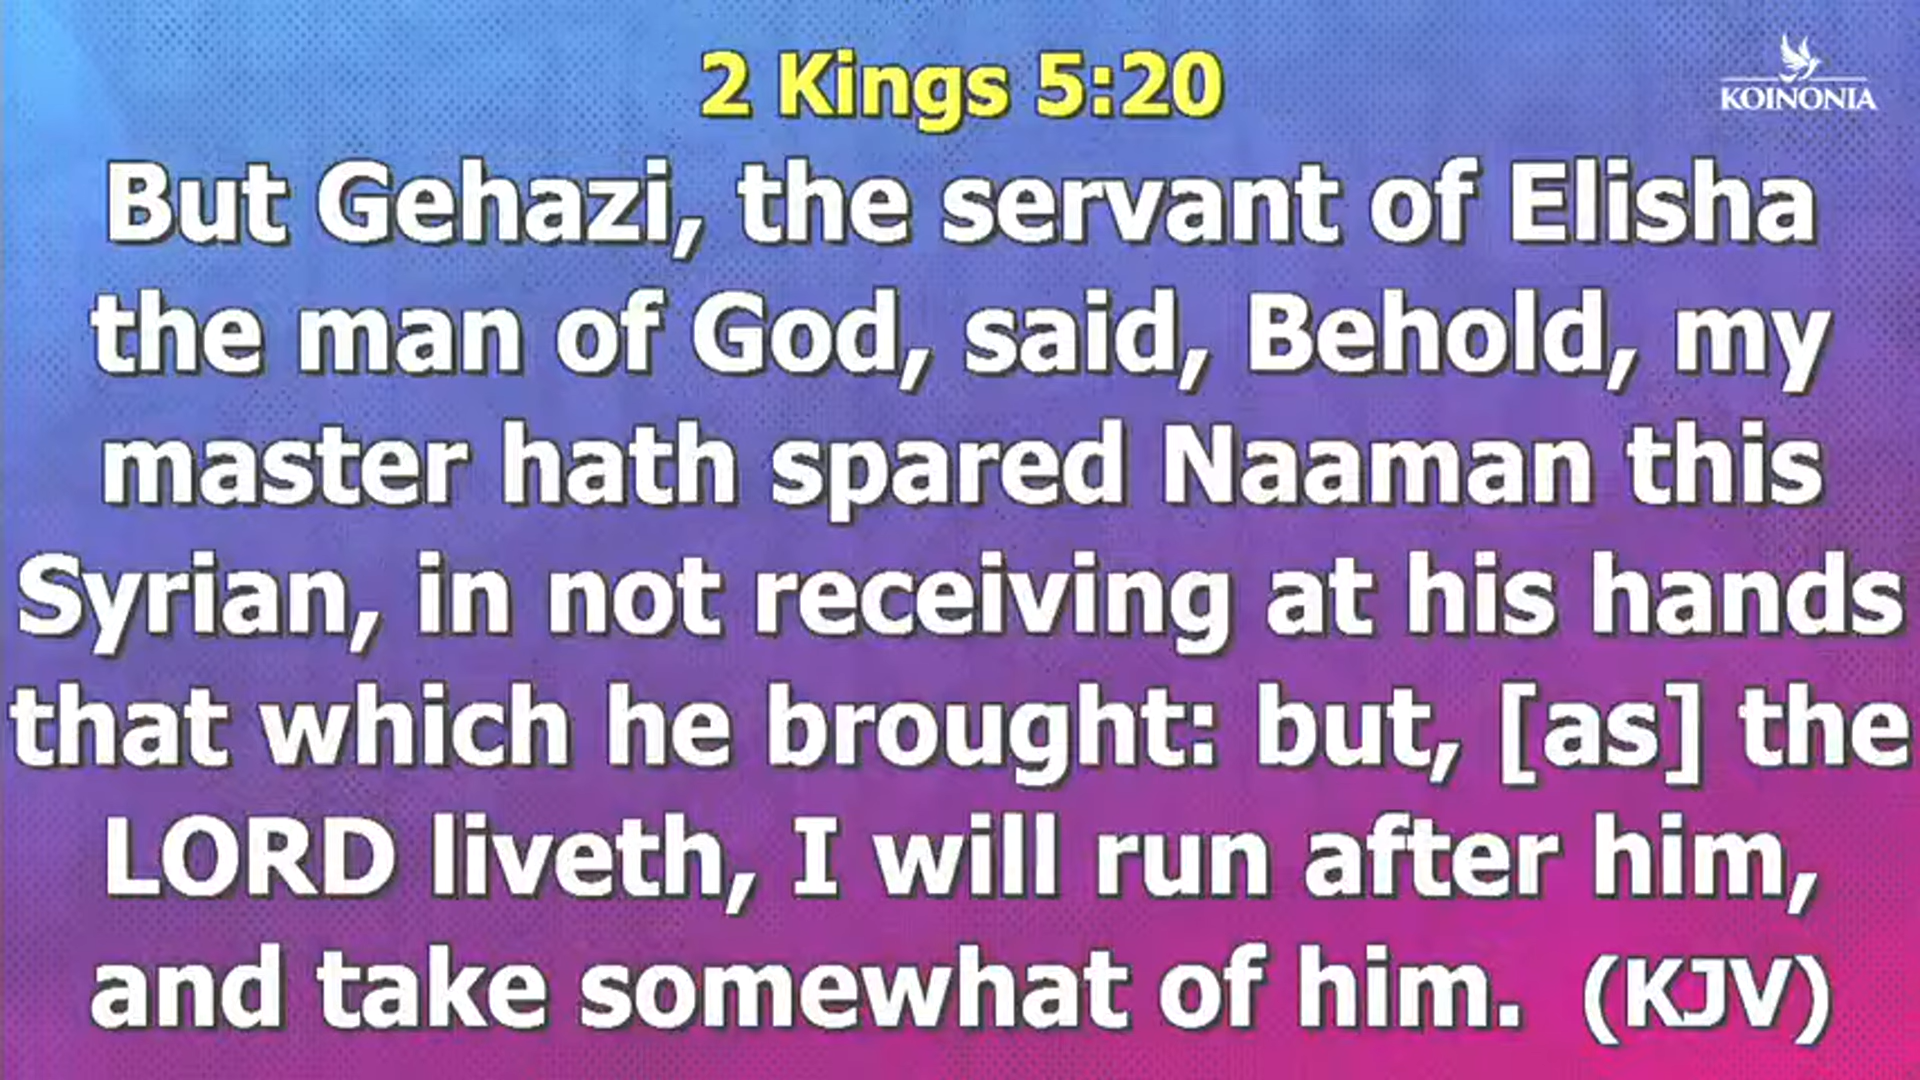 2 Kings 5:20
KOINONIA
But Gehazi, the servant of Elisha
the man of God, said, Behold, my
master hath spared Naaman this
Syrian, in not receiving at his hands
that which he brought: but, [as] the
LORD liveth, I will run after him,
and take somewhat of him. (KJV)